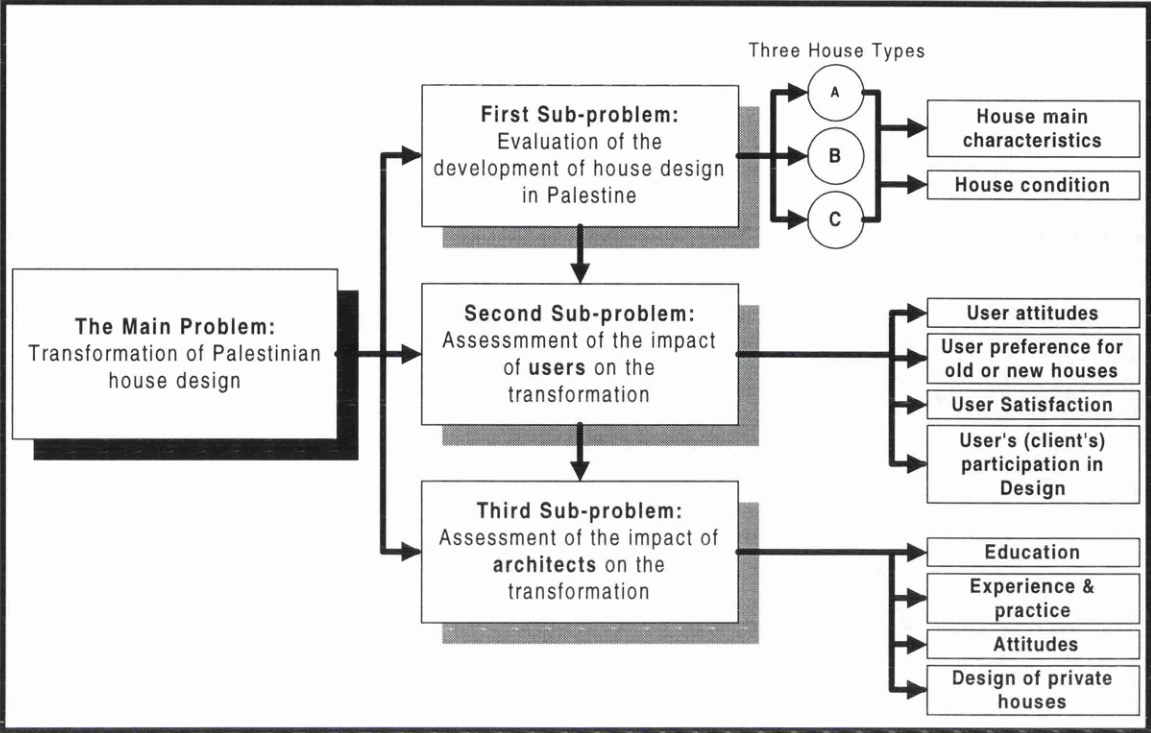 Three House Types
A
B
C
First Sub-problem:
Evaluation of the
development of house design
in Palestine
House main
characteristics
House condition
The Main Problem:
Transformation of Palestinian
house design
Second Sub-problem:
Assessmment of the impact
of users on the
transformation
User attitudes
User preference for
old or new houses
User Satisfaction
User's (client's)
participation in
Design
Third Sub-problem:
Assessment of the impact of
architects on the
transformation
Education
Experience &
practice
Attitudes
Design of private
houses